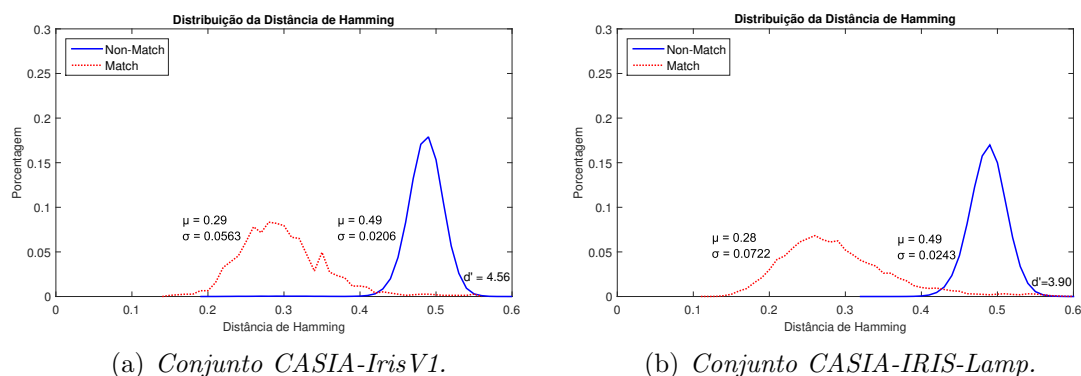 Distribuição da Distância de Hamming
0.3
0.25
0.2
0.15
0.1
0.05
0
Porcentagem
Non-Match
Match
μ = 0.29
σ = 0.0563
μ = 0.49
σ = 0.0206
d' = 4.56
0 0.1 0.2 0.3 0.4 0.5 0.6
Distância de Hamming
(a) Conjunto CASIA-IrisV1.
Distribuição da Distância de Hamming
0.3
0.25
0.2
0.15
0.1
0.05
0
Porcentagem
Non-Match
Match
μ = 0.28
σ = 0.0722
μ = 0.49
σ = 0.0243
d'=3.90
0 0.1 0.2 0.3 0.4 0.5 0.6
Distância de Hamming
(b) Conjunto CASIA-IRIS-Lamp.